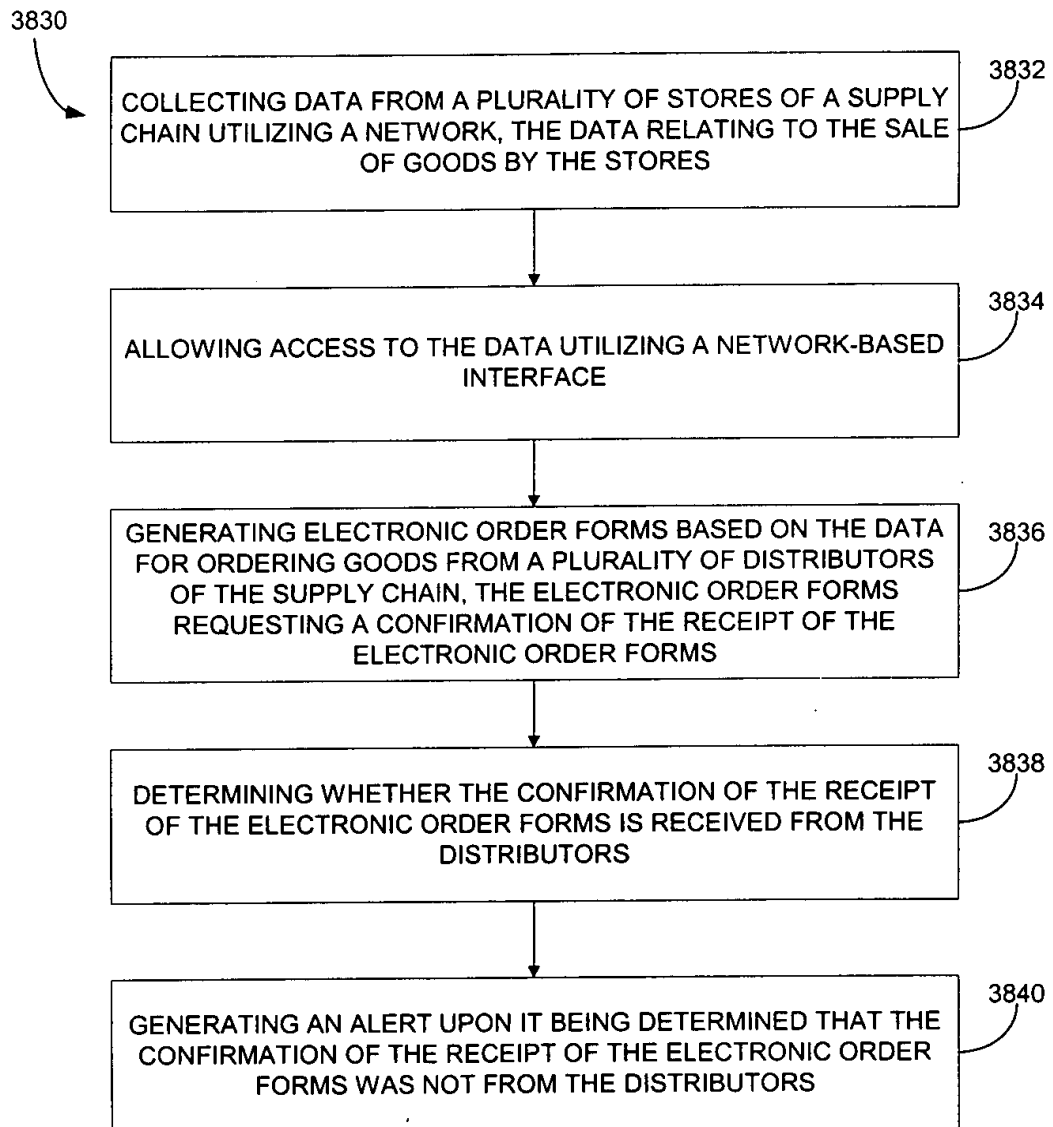 3830
3832
COLLECTING DATA FROM A PLURALITY OF STORES OF A SUPPLY
CHAIN UTILIZING A NETWORK, THE DATA RELATING TO THE SALE
OF GOODS BY THE STORES
3834
ALLOWING ACCESS TO THE DATA UTILIZING A NETWORK-BASED
INTERFACE
3836
GENERATING ELECTRONIC ORDER FORMS BASED ON THE DATA
FOR ORDERING GOODS FROM A PLURALITY OF DISTRIBUTORS
OF THE SUPPLY CHAIN, THE ELECTRONIC ORDER FORMS
REQUESTING A CONFIRMATION OF THE RECEIPT OF THE
ELECTRONIC ORDER FORMS
3838
DETERMINING WHETHER THE CONFIRMATION OF THE RECEIPT
OF THE ELECTRONIC ORDER FORMS IS RECEIVED FROM THE
DISTRIBUTORS
3840
GENERATING AN ALERT UPON IT BEING DETERMINED THAT THE
CONFIRMATION OF THE RECEIPT OF THE ELECTRONIC ORDER
FORMS WAS NOT FROM THE DISTRIBUTORS